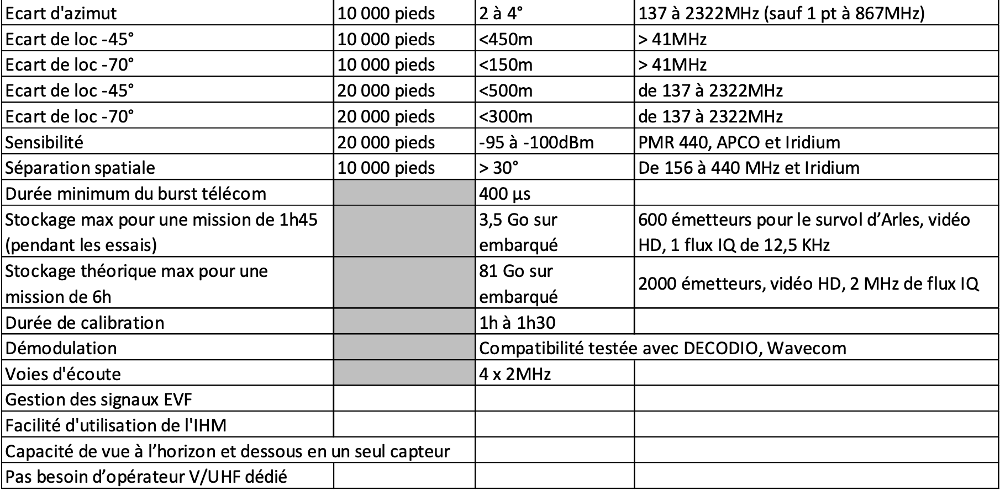 Ecart d'azimut 10 000 pieds 2 à 4° 137 à 2322MHz (sauf 1 pt à 867MHz)
Ecart de loc -45° 10 000 pieds <450m > 41MHz
Ecart de loc -70° 10 000 pieds <150m > 41MHz
Ecart de loc -45° 20 000 pieds <500m de 137 à 2322MHz
Ecart de loc -70° 20 000 pieds <300m de 137 à 2322MHz
Sensibilité 20 000 pieds -95 à -100dBm PMR 440, APCO et Iridium
Séparation spatiale 10 000 pieds > 30° De 156 à 440 MHz et Iridium
Durée minimum du burst télécom 400 µs
Stockage max pour une mission de 1h45
(pendant les essais)
3,5 Go sur
embarqué
600 émetteurs pour le survol d’Arles, vidéo
HD, 1 flux IQ de 12,5 KHz
Stockage théorique max pour une
mission de 6h
81 Go sur
embarqué
2000 émetteurs, vidéo HD, 2 MHz de flux IQ
Durée de calibration 1h à 1h30
Démodulation Compatibilité testée avec DECODIO, Wavecom
Voies d'écoute 4 x 2MHz
Gestion des signaux EVF
Facilité d'utilisation de l'IHM
Capacité de vue à l’horizon et dessous en un seul capteur
Pas besoin d’opérateur V/UHF dédié